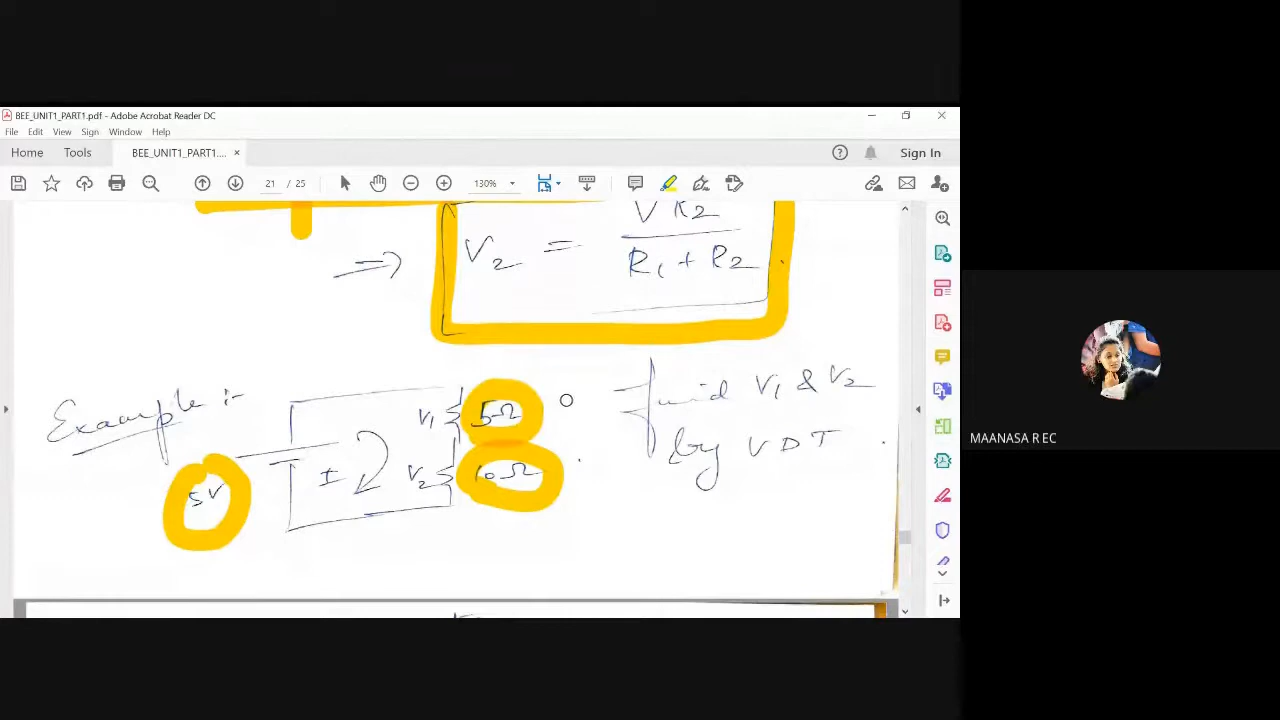 BEE_UNIT1_PART1.pdf - Adobe Acrobat Reader DC
File Edit View Sign Window Help
Home Tools BEE_UNIT1_PART1.... × Sign In
21 / 25 130%
V R2
=> V2 = R1 + R2
Example :-
V1 5Ω find V1 & V2
5V I V2 10Ω by VDT .
MAANASA R EC